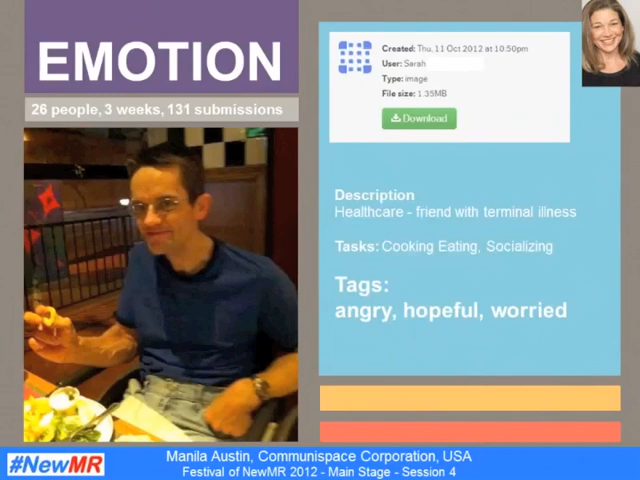 EMOTION
26 people, 3 weeks, 131 submissions
Created: Thu, 11 Oct 2012 at 10:50pm
User: Sarah
Type: image
File size: 1.35MB
Download
Description
Healthcare - friend with terminal illness
Tasks: Cooking Eating, Socializing
Tags:
angry, hopeful, worried
#NewMR
Manila Austin, Communispace Corporation, USA
Festival of NewMR 2012 - Main Stage - Session 4